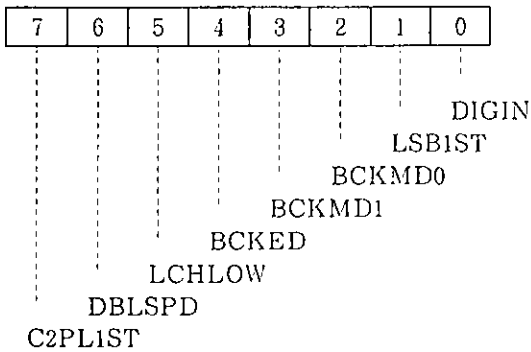 7 6 5 4 3 2 1 0
DIGIN
LSB1ST
BCKMD0
BCKMD1
BCKED
LCHLOW
DBLSPD
C2PL1ST